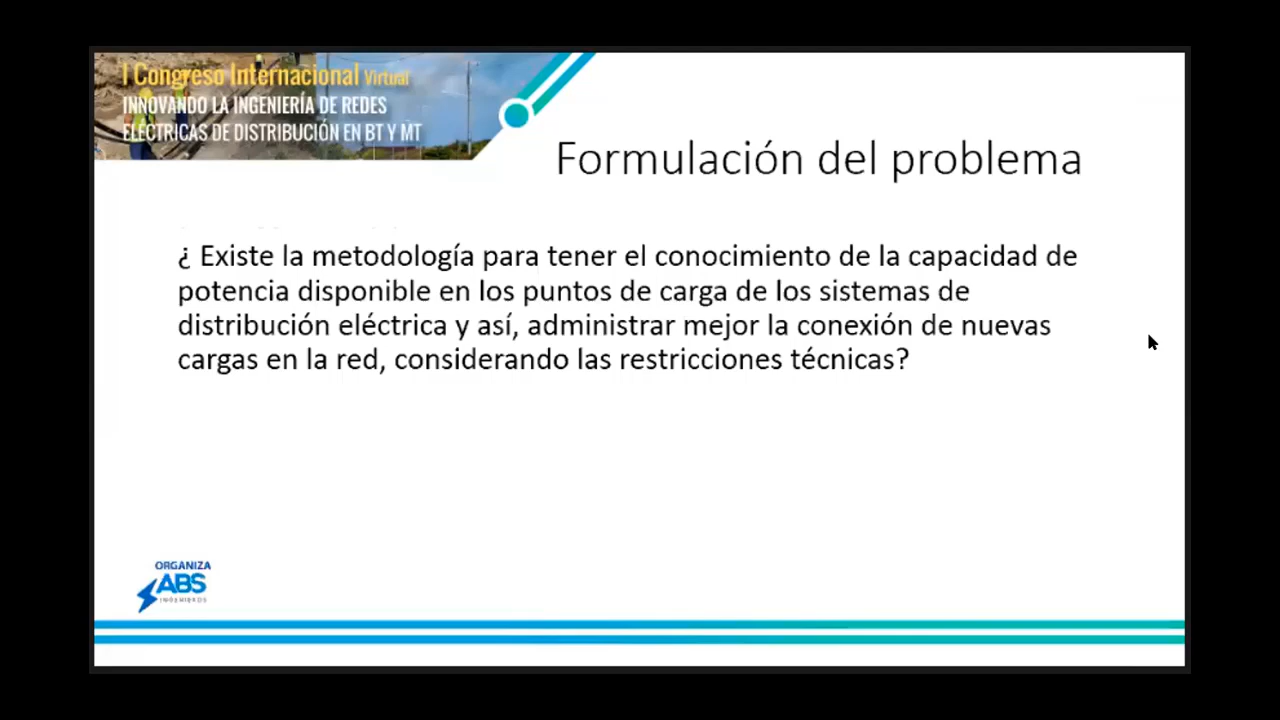 I Congreso Internacional Virtual
INNOVANDO LA INGENIERÍA DE REDES
ELÉCTRICAS DE DISTRIBUCIÓN EN BT Y MT
Formulación del problema
¿ Existe la metodología para tener el conocimiento de la capacidad de
potencia disponible en los puntos de carga de los sistemas de
distribución eléctrica y así, administrar mejor la conexión de nuevas
cargas en la red, considerando las restricciones técnicas?
ORGANIZA
ABS
INGENIEROS